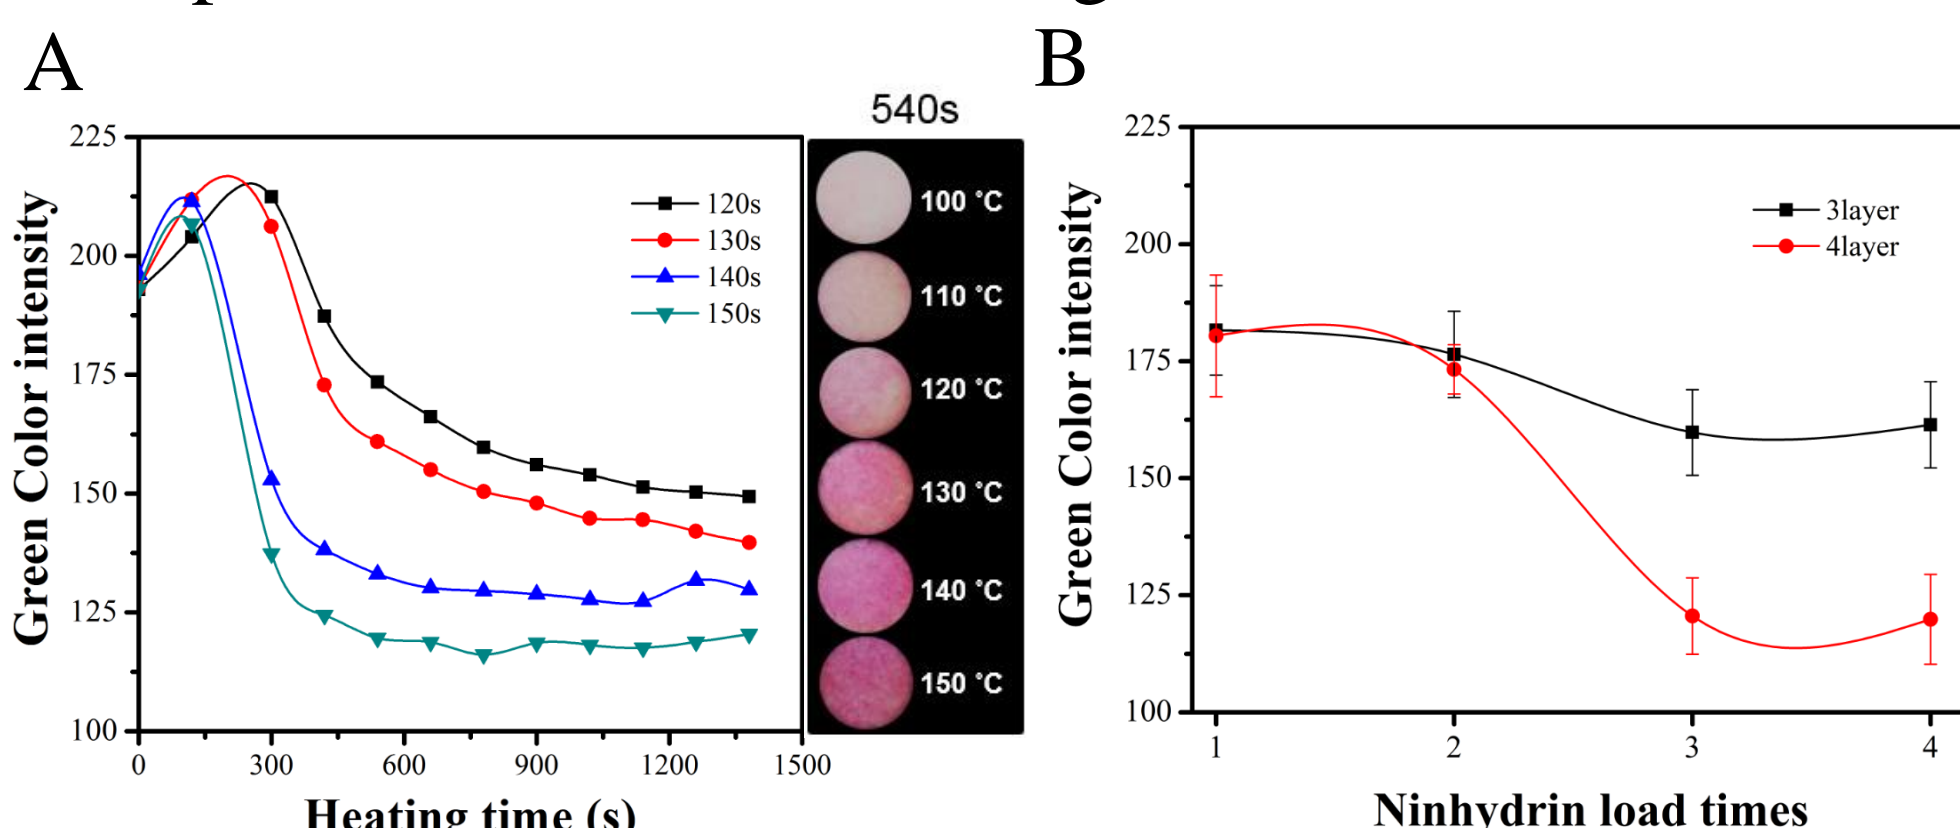 A
B
540s
225
200
175
150
125
100
Green Color intensity
120s
130s
140s
150s
0 300 600 900 1200 1500
Heating time (s)
100 °C
110 °C
120 °C
130 °C
140 °C
150 °C
225
200
175
150
125
100
Green Color intensity
3layer
4layer
1 2 3 4
Ninhydrin load times